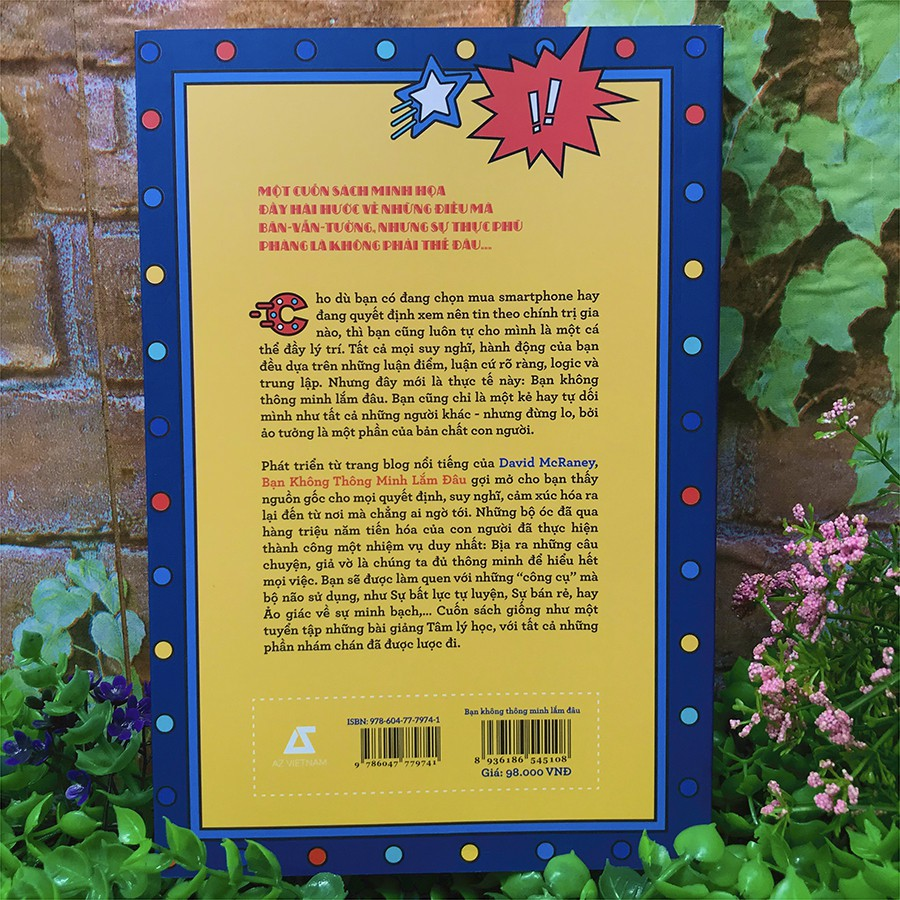 !!
MỘT CUỐN SÁCH MINH HỌA
ĐẦY HÀI HƯỚC VỀ NHỮNG ĐIỀU MÀ
BẠN-VẪN-TƯỞNG, NHƯNG SỰ THỰC PHŨ
PHÀNG LÀ KHÔNG PHẢI THẾ ĐÂU...
Cho dù bạn có đang chọn mua smartphone hay
đang quyết định xem nên tin theo chính trị gia
nào, thì bạn cũng luôn tự cho mình là một cá
thể đầy lý trí. Tất cả mọi suy nghĩ, hành động của bạn
đều dựa trên những luận điểm, luận cứ rõ ràng, logic và
trung lập. Nhưng đây mới là thực tế này: Bạn không
thông minh lắm đâu. Bạn cũng chỉ là một kẻ hay tự dối
mình như tất cả những người khác - nhưng đừng lo, bởi
ảo tưởng là một phần của bản chất con người.
Phát triển từ trang blog nổi tiếng của David McRaney,
Bạn Không Thông Minh Lắm Đâu gợi mở cho bạn thấy
nguồn gốc cho mọi quyết định, suy nghĩ, cảm xúc hóa ra
lại đến từ nơi mà chẳng ai ngờ tới. Những bộ óc đã qua
hàng triệu năm tiến hóa của con người đã thực hiện
thành công một nhiệm vụ duy nhất: Bịa ra những câu
chuyện, giả vờ là chúng ta đủ thông minh để hiểu hết
mọi việc. Bạn sẽ được làm quen với những “công cụ” mà
bộ não sử dụng, như Sự bất lực tự luyện, Sự bán rẻ, hay
Ảo giác về sự minh bạch,... Cuốn sách giống như một
tuyển tập những bài giảng Tâm lý học, với tất cả những
phần nhám chán đã được lược đi.
AZ VIETNAM
ISBN: 978-604-77-7974-1
9 786047 779741
Bạn không thông minh lắm đâu
8 936186 545108
Giá: 98.000 VNĐ